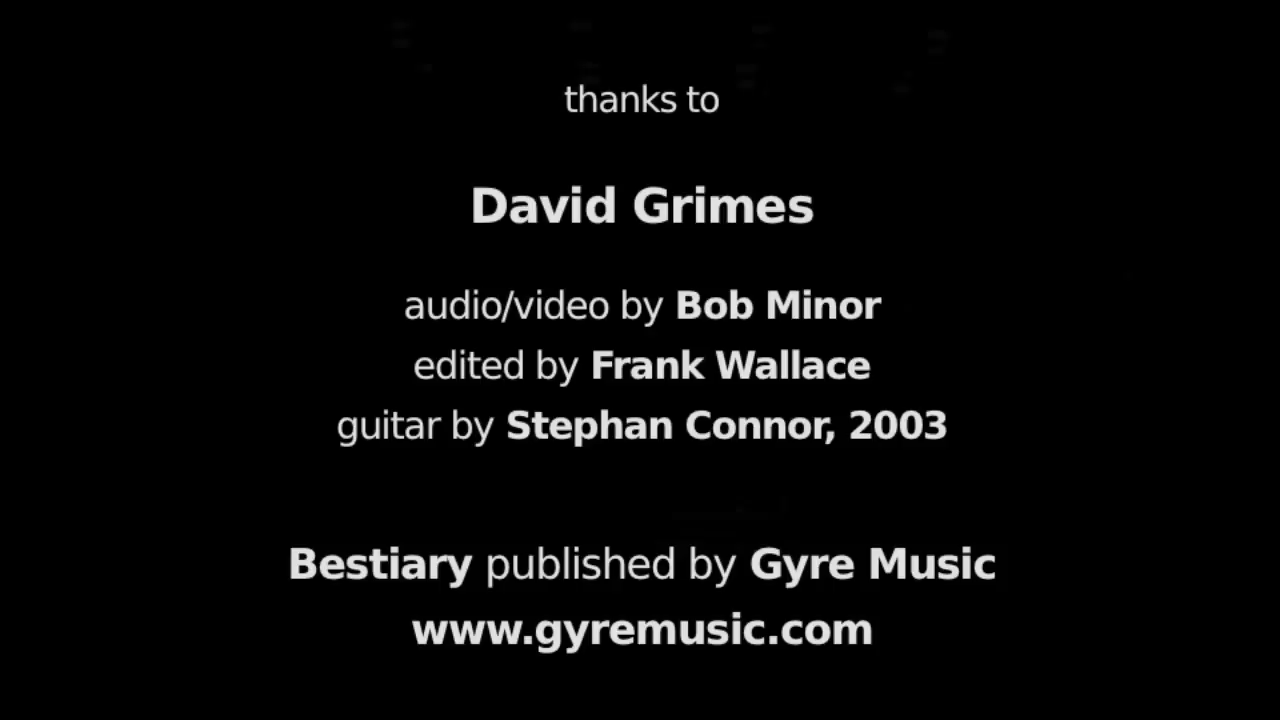 thanks to
David Grimes
audio/video by Bob Minor
edited by Frank Wallace
guitar by Stephan Connor, 2003
Bestiary published by Gyre Music
www.gyremusic.com